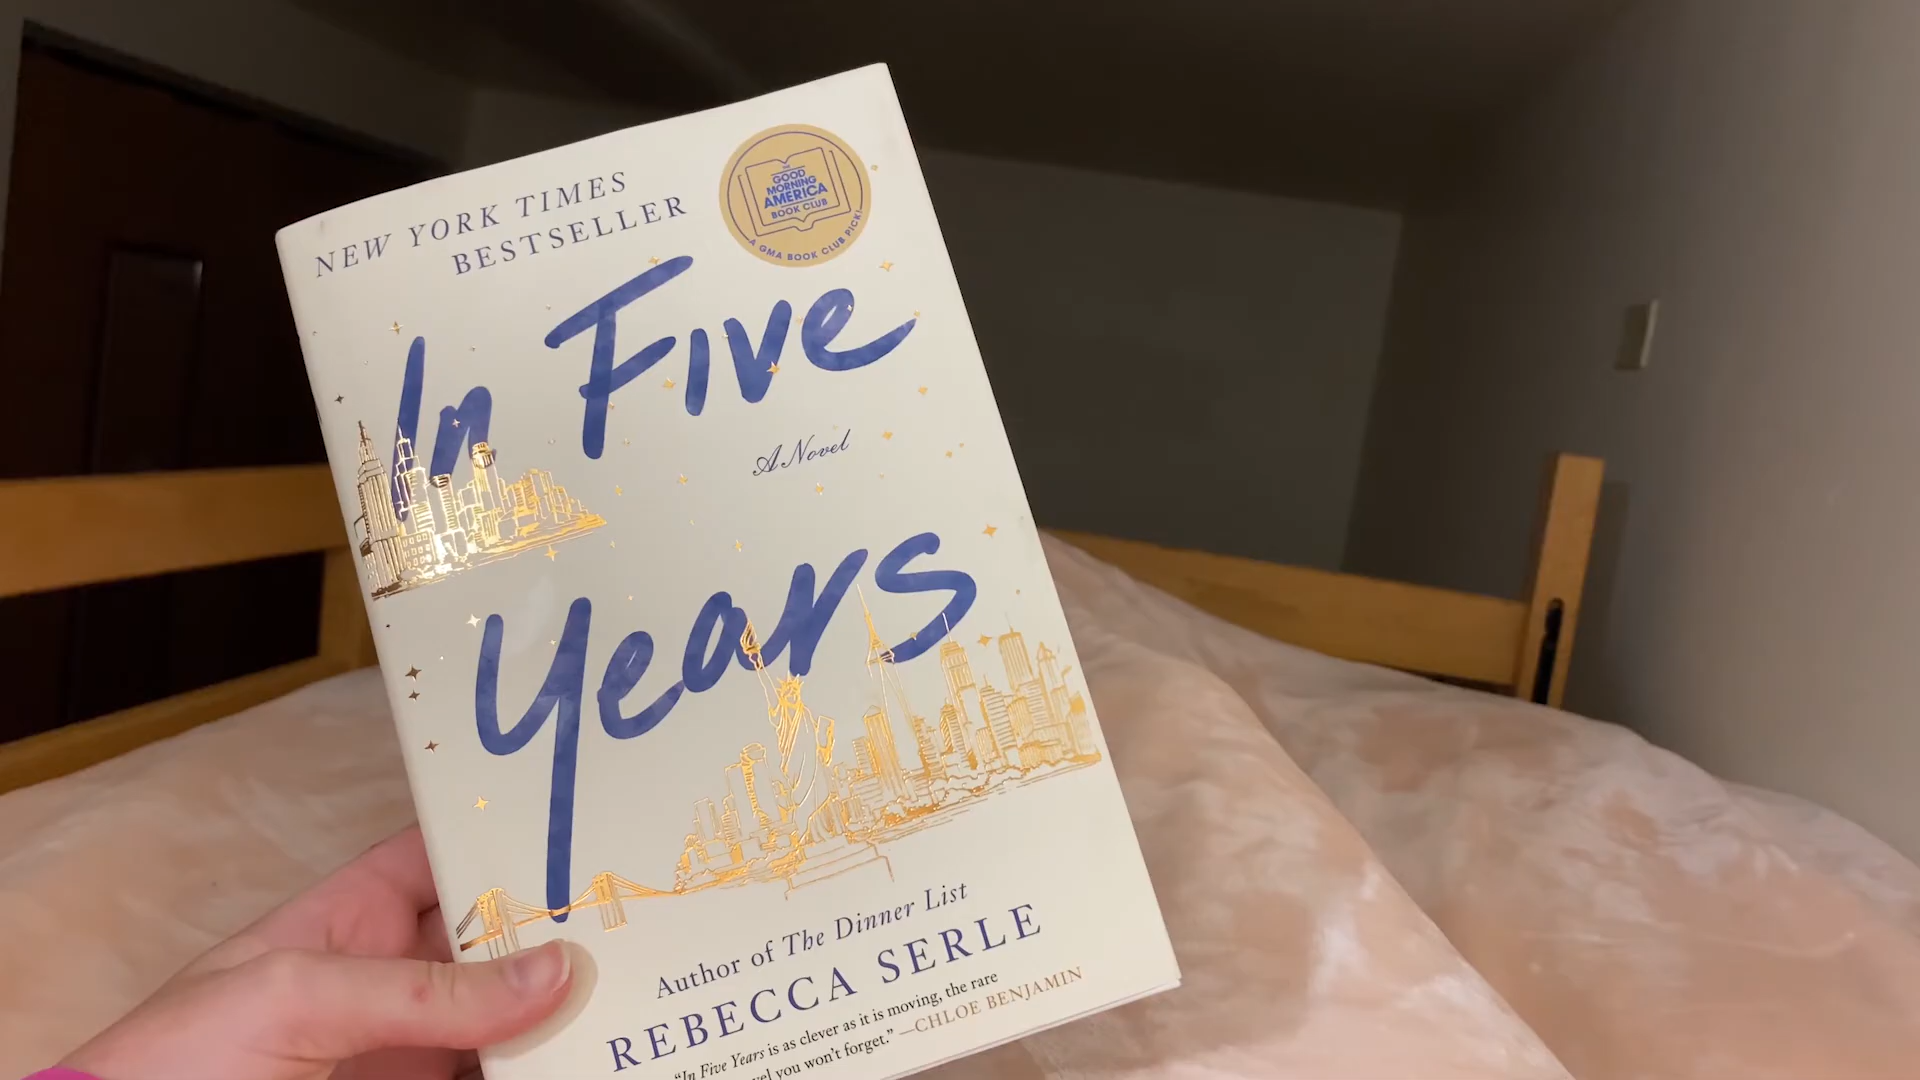 NEW YORK TIMES
BESTSELLER
THE
GOOD
MORNING
AMERICA
BOOK CLUB
A GMA BOOK CLUB PICK!
In Five
A Novel
Years
Author of The Dinner List
REBECCA SERLE
“In Five Years is as clever as it is moving, the rare
you won’t forget.” —CHLOE BENJAMIN